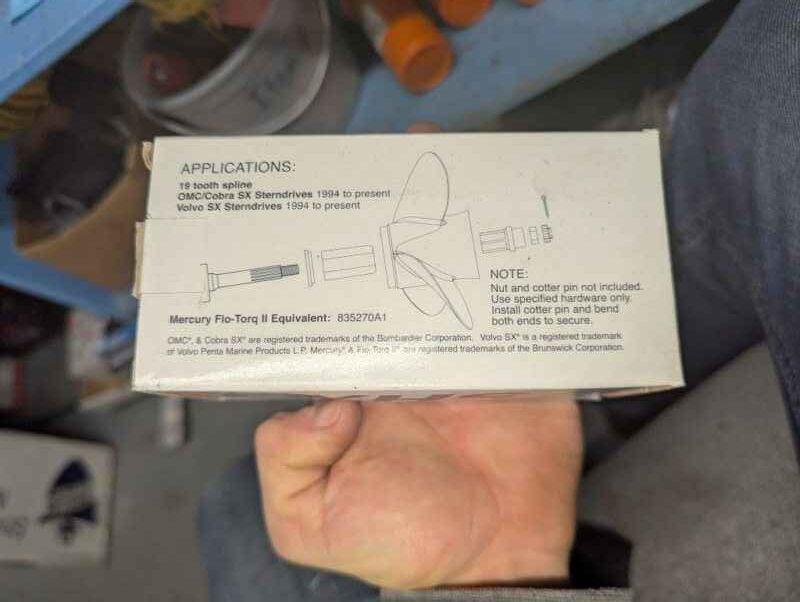 APPLICATIONS:
19 tooth spline
OMC/Cobra SX Sterndrives 1994 to present
Volvo SX Sterndrives 1994 to present
NOTE:
Nut and cotter pin not included.
Use specified hardware only.
Install cotter pin and bend
both ends to secure.
Mercury Flo-Torq II Equivalent: 835270A1
OMC®, & Cobra SX® are registered trademarks of the Bombardier Corporation. Volvo SX® is a registered trademark
of Volvo Penta Marine Products L.P. Mercury® & Flo-Torq II® are registered trademarks of the Brunswick Corporation.